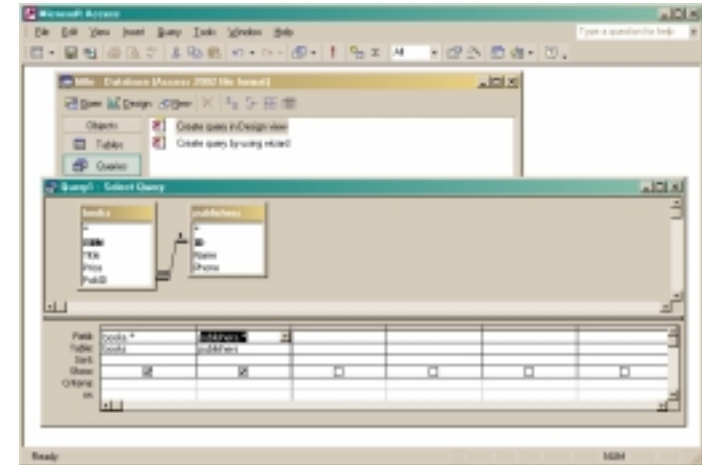 Microsoft Access
File Edit View Insert Query Tools Window Help
Type a question for help
All
Database (Access 2002 file format)
Open Design New
Objects
Create query in Design view
Tables
Create query by using wizard
Queries
Query1 : Select Query
books
publishers
*
*
Title
Name
Price
Phone
PubID
Field: books.* publishers.*
Table: books publishers
Sort:
Show:
Criteria:
or:
Ready
NUM